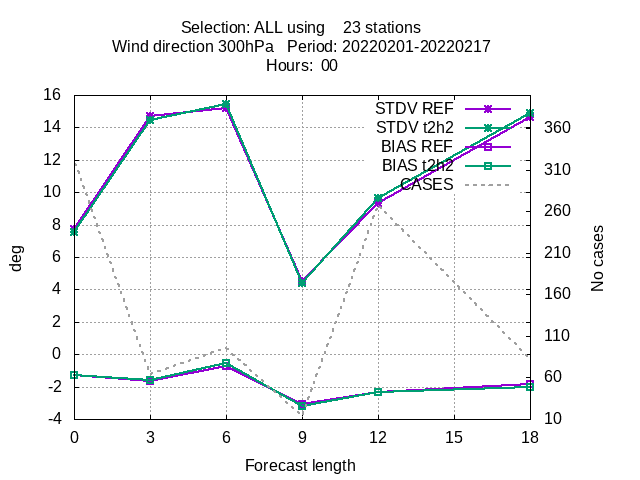 Selection: ALL using    23 stations
Wind direction 300hPa   Period: 20220201-20220217
Hours:  00
STDV REF
STDV t2h2
BIAS REF
BIAS t2h2
CASES
16
14
12
10
8
6
4
2
0
-2
-4
360
310
260
210
160
110
60
10
deg
No cases
0 3 6 9 12 15 18
Forecast length